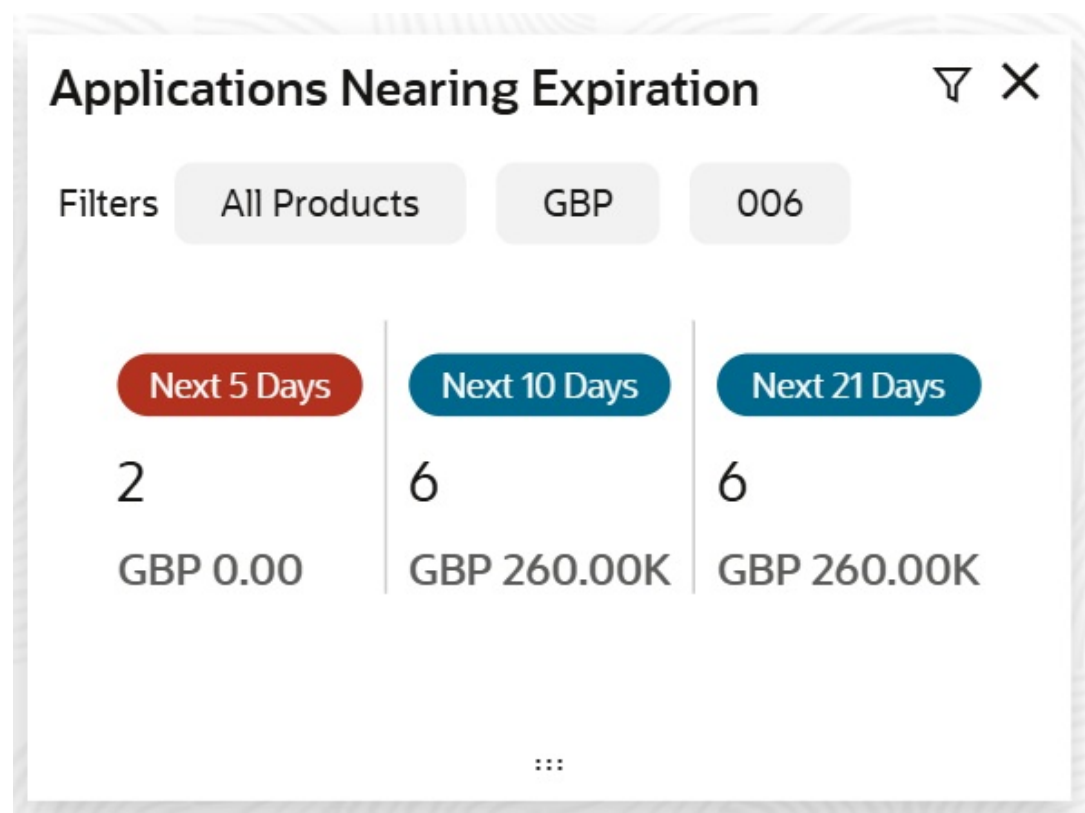 Applications Nearing Expiration
Filters All Products GBP 006
Next 5 Days Next 10 Days Next 21 Days
2 6 6
GBP 0.00 GBP 260.00K GBP 260.00K